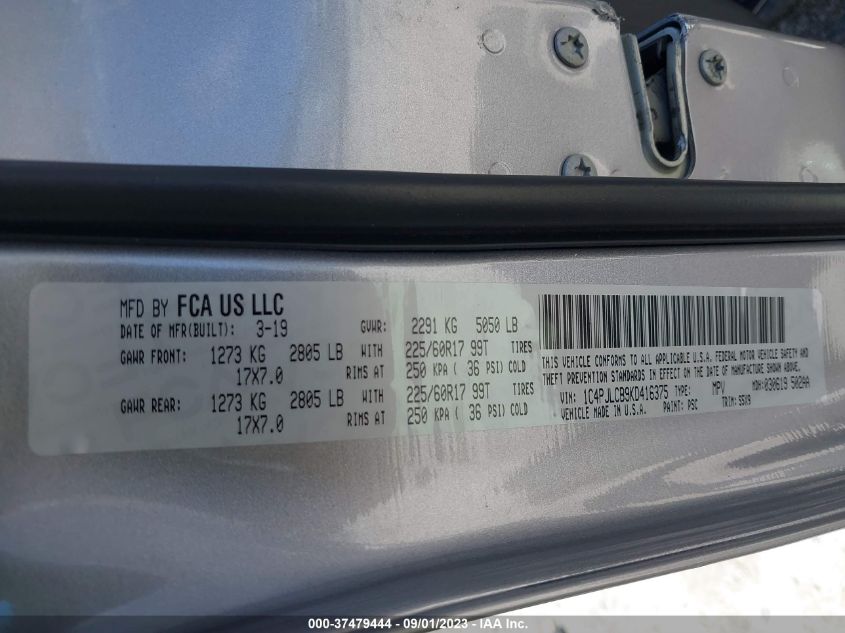 MFD BY FCA US LLC
DATE OF MFR(BUILT): 3-19 GVWR: 2291 KG 5050 LB
GAWR FRONT: 1273 KG 2805 LB WITH 225/60R17 99T TIRES
17X7.0 RIMS AT 250 KPA ( 36 PSI) COLD
GAWR REAR: 1273 KG 2805 LB WITH 225/60R17 99T TIRES
17X7.0 RIMS AT 250 KPA ( 36 PSI) COLD
THIS VEHICLE CONFORMS TO ALL APPLICABLE U.S.A. FEDERAL MOTOR VEHICLE SAFETY AND
THEFT PREVENTION STANDARDS IN EFFECT ON THE DATE OF MANUFACTURE SHOWN ABOVE.
VIN: 1C4PJLCB9KD416375 TYPE: MPV MDH: 030619 502AA
VEHICLE MADE IN U.S.A. PAINT: PSC TRIM: S5X9
000-37479444 - 09/01/2023 - IAA Inc.